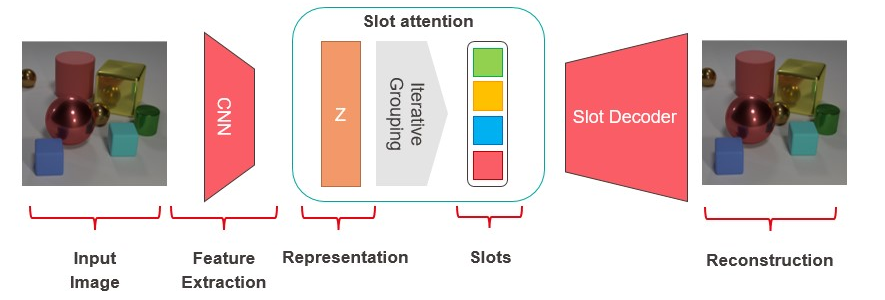 Slot attention
CNN
Z
Iterative
Grouping
Slot Decoder
Input
Image
Feature
Extraction
Representation
Slots
Reconstruction